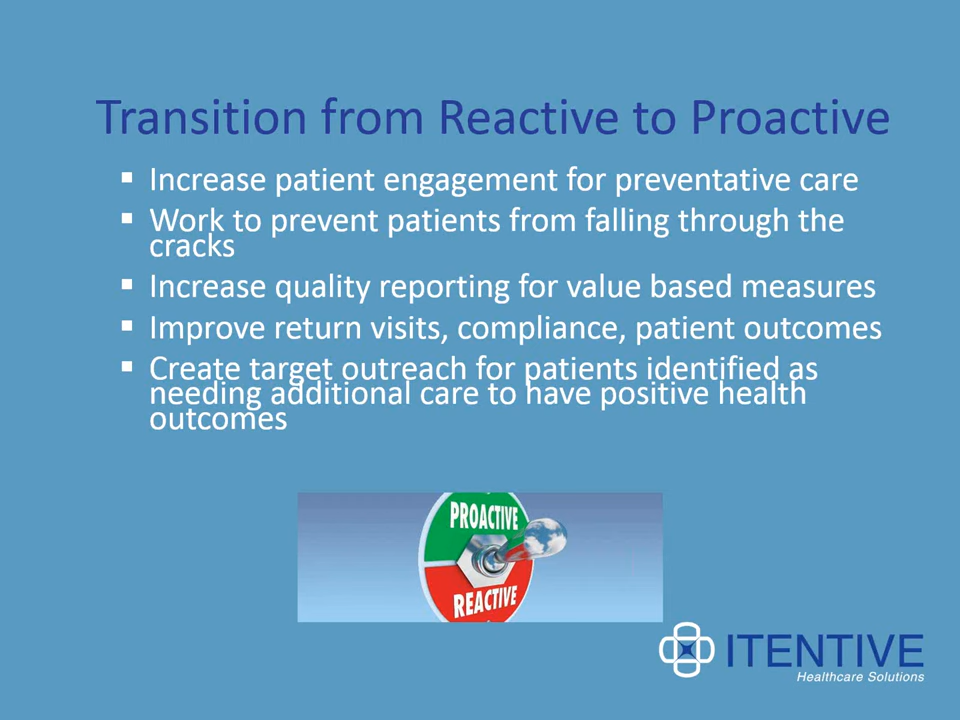 Transition from Reactive to Proactive
▪ Increase patient engagement for preventative care
▪ Work to prevent patients from falling through the
cracks
▪ Increase quality reporting for value based measures
▪ Improve return visits, compliance, patient outcomes
▪ Create target outreach for patients identified as
needing additional care to have positive health
outcomes
PROACTIVE
REACTIVE
ITENTIVE
Healthcare Solutions